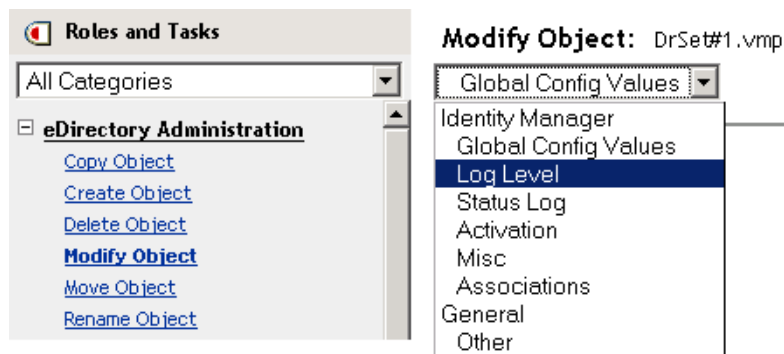 Roles and Tasks
All Categories
eDirectory Administration
Copy Object
Create Object
Delete Object
Modify Object
Move Object
Rename Object
Modify Object: DrSet#1.vmp
Global Config Values
Identity Manager
Global Config Values
Log Level
Status Log
Activation
Misc
Associations
General
Other